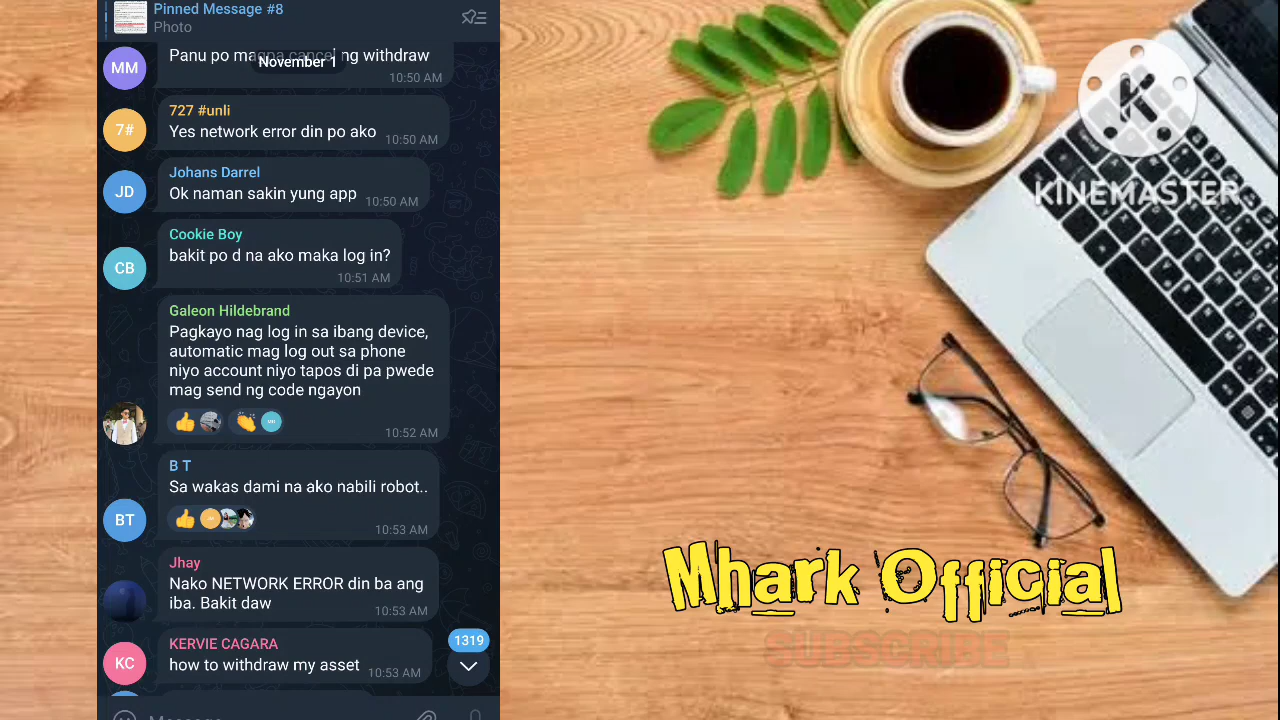 Pinned Message #8
Photo
MM
Panu po magpa cancel ng withdraw
November 1
10:50 AM
7#
727 #unli
Yes network error din po ako
10:50 AM
JD
Johans Darrel
Ok naman sakin yung app
10:50 AM
CB
Cookie Boy
bakit po d na ako maka log in?
10:51 AM
Galeon Hildebrand
Pagkayo nag log in sa ibang device,
automatic mag log out sa phone
niyo account niyo tapos di pa pwede
mag send ng code ngayon
10:52 AM
BT
B T
Sa wakas dami na ako nabili robot..
10:53 AM
Jhay
Nako NETWORK ERROR din ba ang
iba. Bakit daw
10:53 AM
KC
KERVIE CAGARA
how to withdraw my asset
10:53 AM
1319
Message
K
KINEMASTER
Mhark Official
SUBSCRIBE